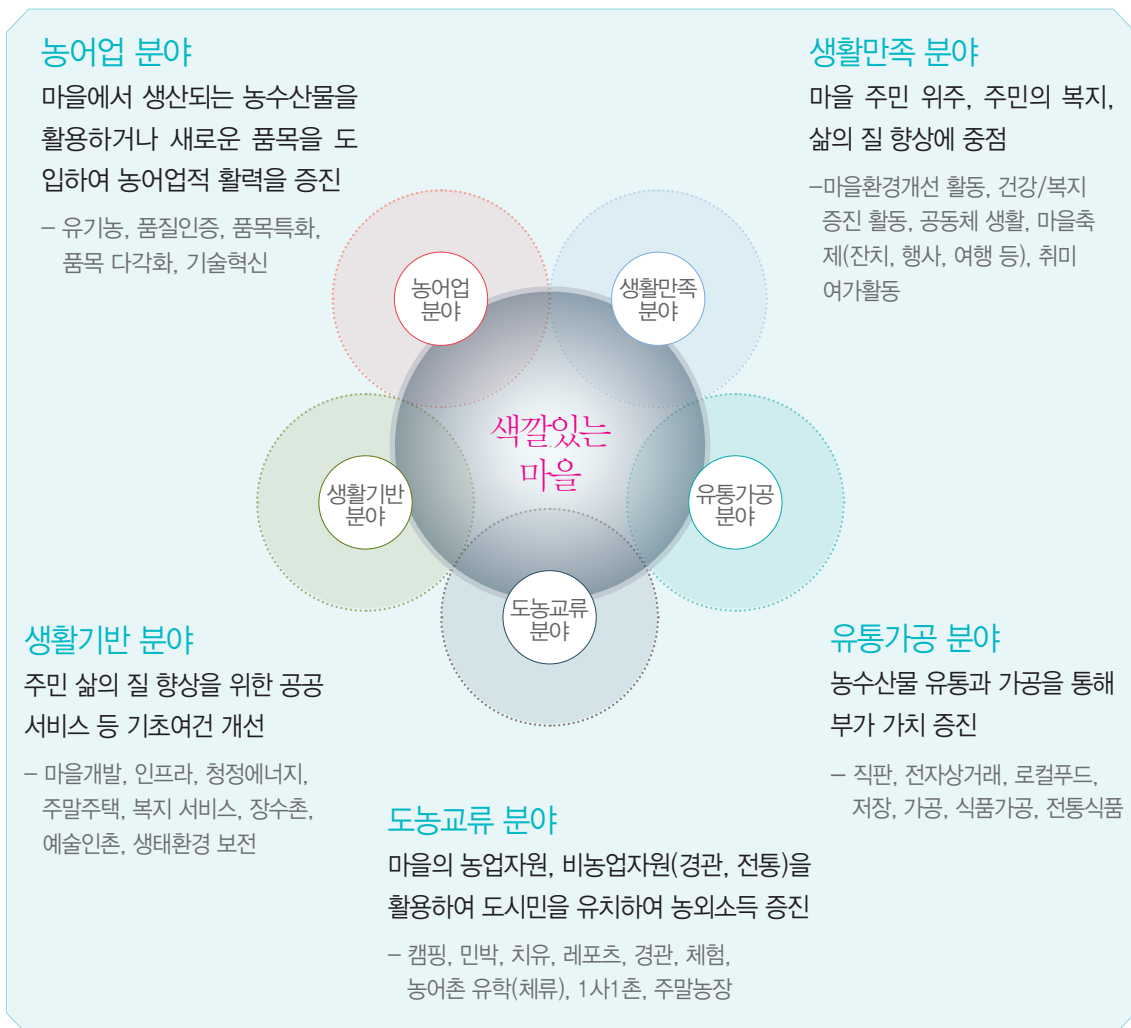 농어업 분야
마을에서 생산되는 농수산물을
활용하거나 새로운 품목을 도
입하여 농어업적 활력을 증진
– 유기농, 품질인증, 품목특화,
품목 다각화, 기술혁신
생활만족 분야
마을 주민 위주, 주민의 복지,
삶의 질 향상에 중점
–마을환경개선 활동, 건강/복지
증진 활동, 공동체 생활, 마을축
제(잔치, 행사, 여행 등), 취미
여가활동
농어업
분야
생활만족
분야
색깔있는
마을
생활기반
분야
유통가공
분야
도농교류
분야
생활기반 분야
주민 삶의 질 향상을 위한 공공
서비스 등 기초여건 개선
– 마을개발, 인프라, 청정에너지,
주말주택, 복지 서비스, 장수촌,
예술인촌, 생태환경 보전
유통가공 분야
농수산물 유통과 가공을 통해
부가 가치 증진
– 직판, 전자상거래, 로컬푸드,
저장, 가공, 식품가공, 전통식품
도농교류 분야
마을의 농업자원, 비농업자원(경관, 전통)을
활용하여 도시민을 유치하여 농외소득 증진
– 캠핑, 민박, 치유, 레포츠, 경관, 체험,
농어촌 유학(체류), 1사1촌, 주말농장